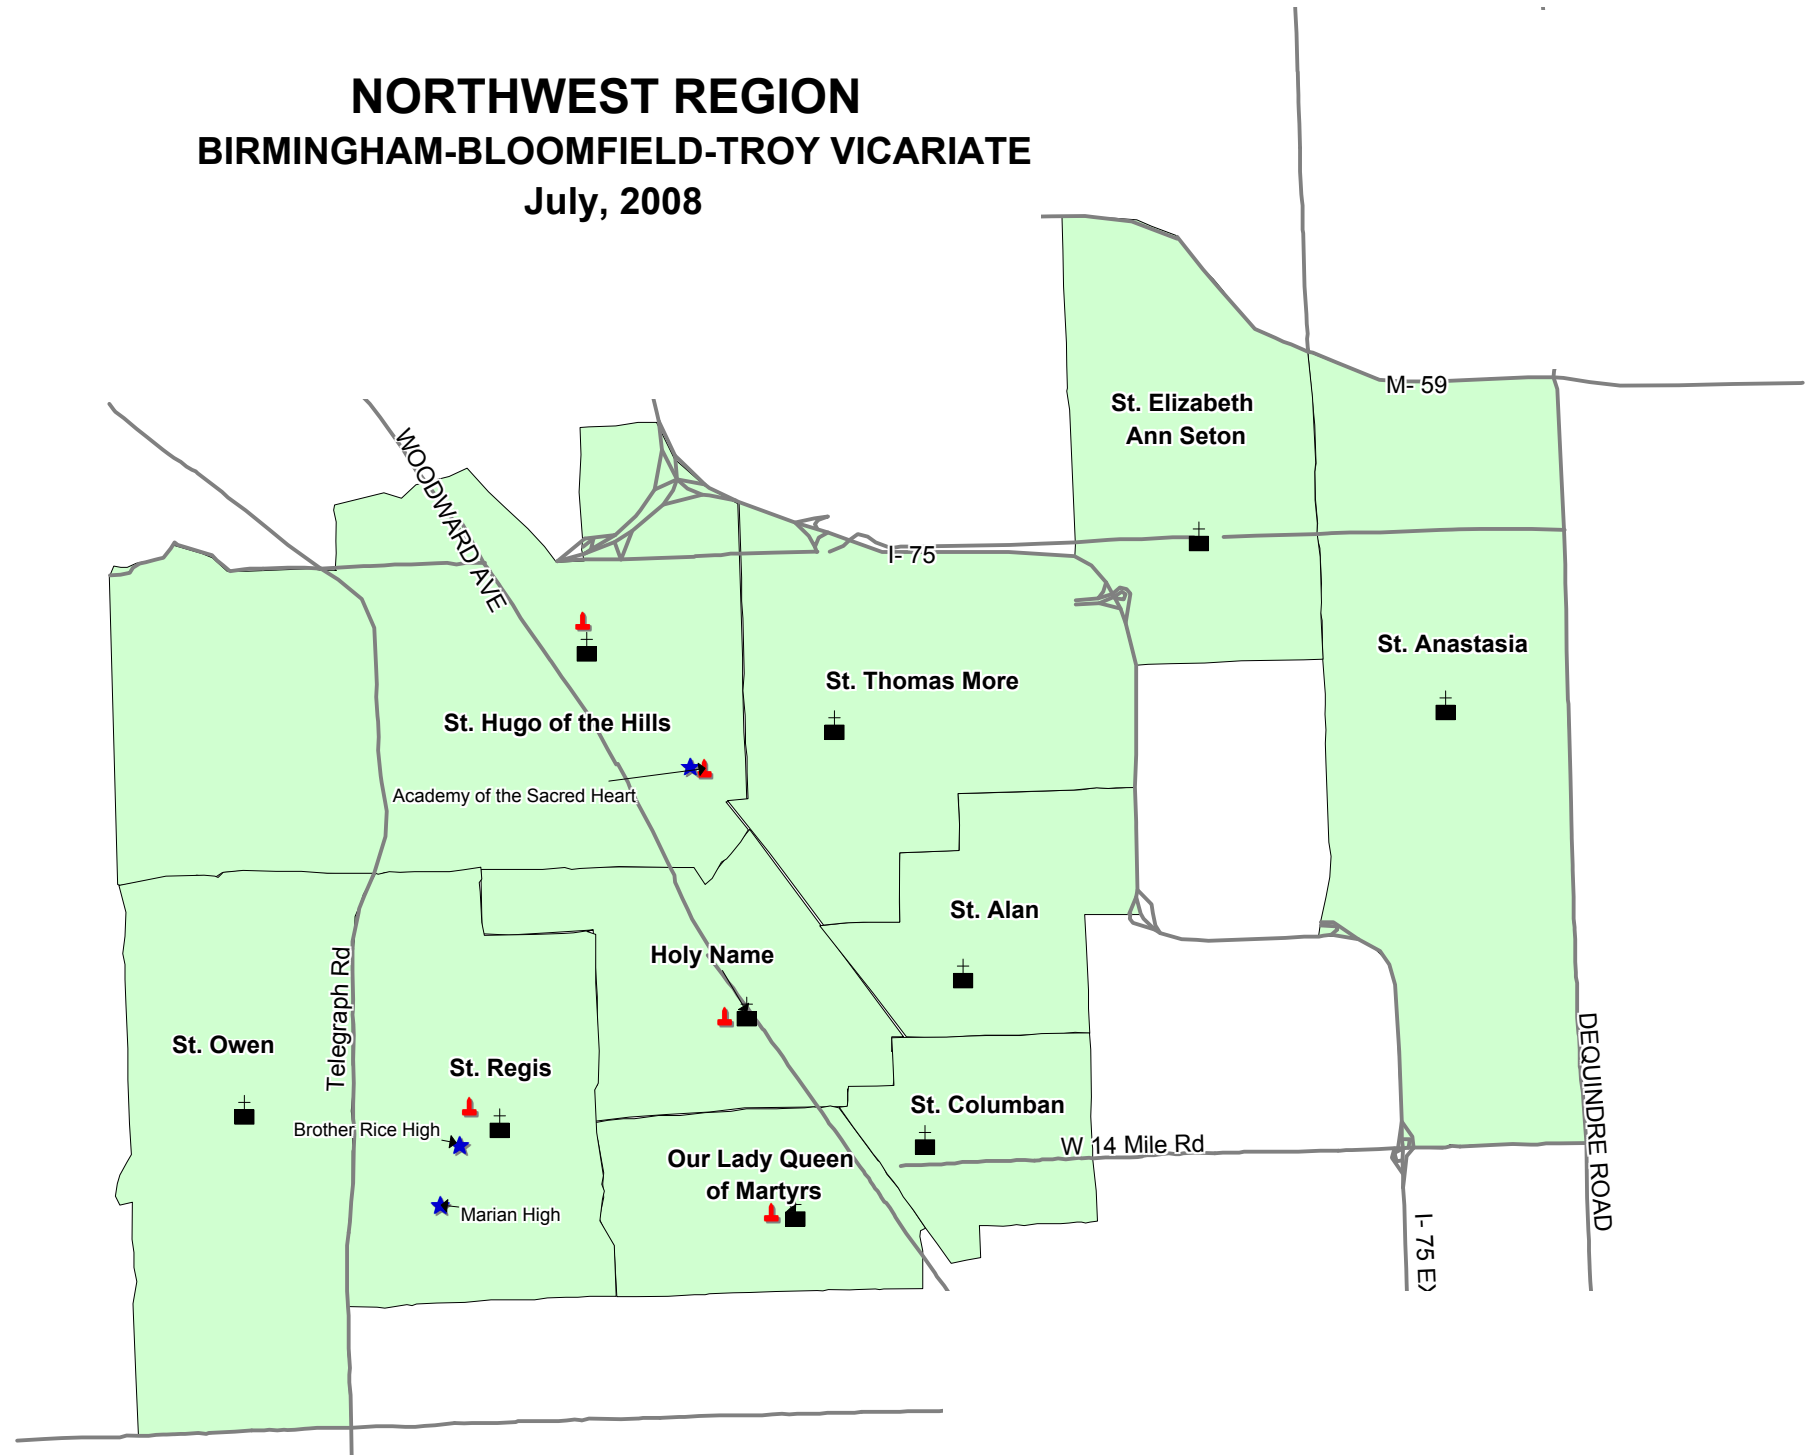 NORTHWEST REGION
BIRMINGHAM-BLOOMFIELD-TROY VICARIATE
July, 2008
M- 59
St. Elizabeth
Ann Seton
WOODWARD AVE
I- 75
St. Anastasia
St. Thomas More
St. Hugo of the Hills
Academy of the Sacred Heart
St. Alan
Holy Name
Telegraph Rd
St. Owen
St. Regis
DEQUINDRE ROAD
St. Columban
Brother Rice High
W 14 Mile Rd
Our Lady Queen
of Martyrs
Marian High
I- 75 EX